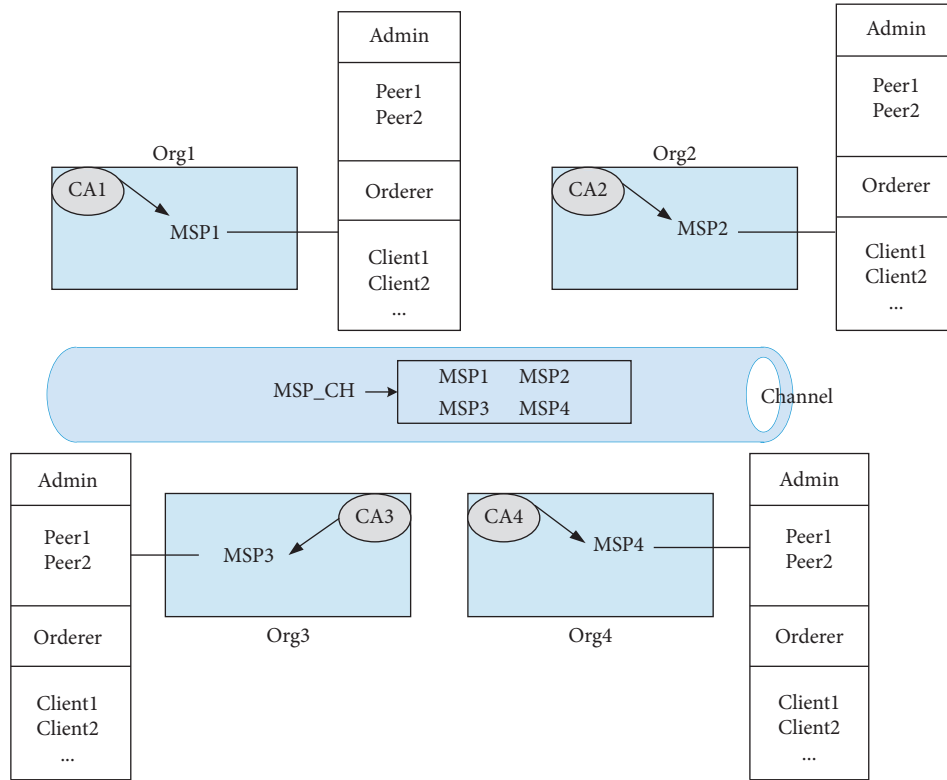 Org1
CA1
MSP1
Admin
Peer1
Peer2
Orderer
Client1
Client2
...
Org2
CA2
MSP2
Admin
Peer1
Peer2
Orderer
Client1
Client2
...
MSP_CH
MSP1 MSP2
MSP3 MSP4
Channel
Admin
Peer1
Peer2
Orderer
Client1
Client2
...
CA3
MSP3
Org3
CA4
MSP4
Org4
Admin
Peer1
Peer2
Orderer
Client1
Client2
...